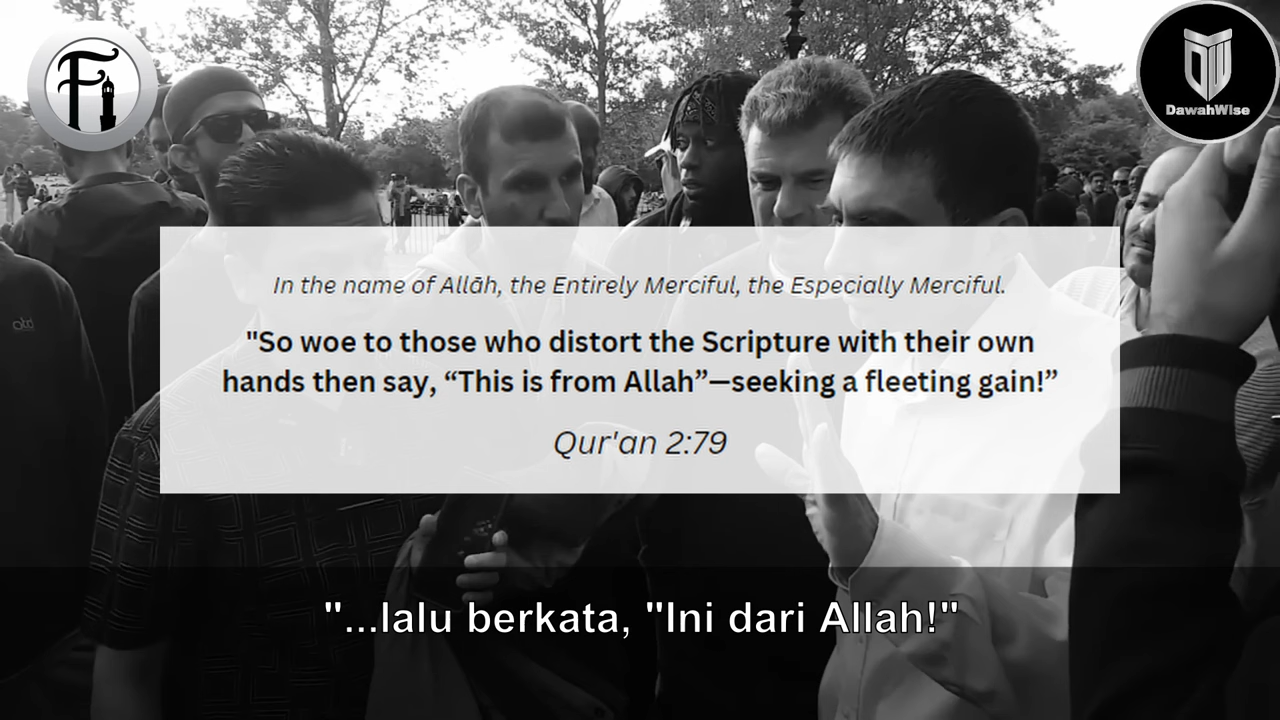 Fi
DawahWise
In the name of Allāh, the Entirely Merciful, the Especially Merciful.
"So woe to those who distort the Scripture with their own
hands then say, “This is from Allah”—seeking a fleeting gain!”
Qur'an 2:79
"...lalu berkata, "Ini dari Allah!"